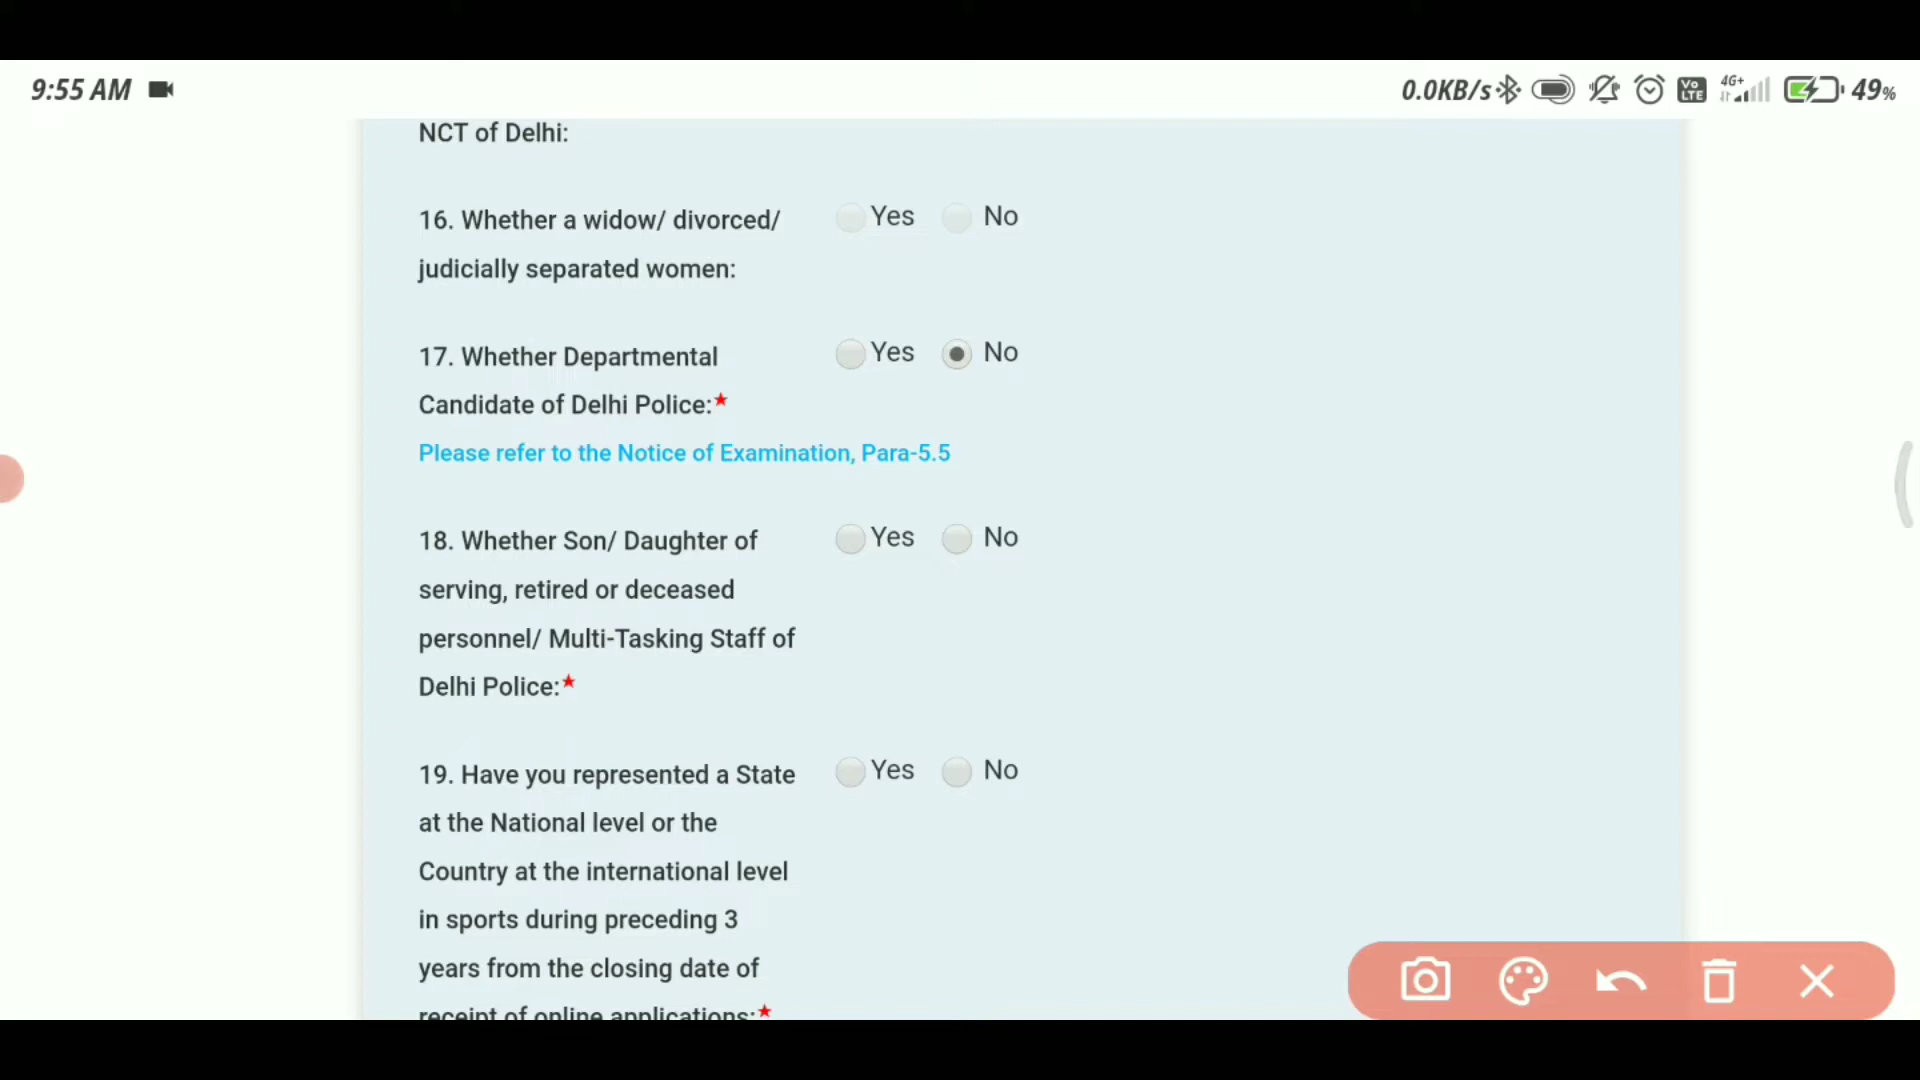 9:55 AM 0.0KB/s Vo LTE 4G+ 49%
NCT of Delhi:
16. Whether a widow/ divorced/ Yes No
judicially separated women:
17. Whether Departmental Yes No
Candidate of Delhi Police:★
Please refer to the Notice of Examination, Para-5.5
18. Whether Son/ Daughter of Yes No
serving, retired or deceased
personnel/ Multi-Tasking Staff of
Delhi Police:★
19. Have you represented a State Yes No
at the National level or the
Country at the international level
in sports during preceding 3
years from the closing date of
receipt of online applications:★